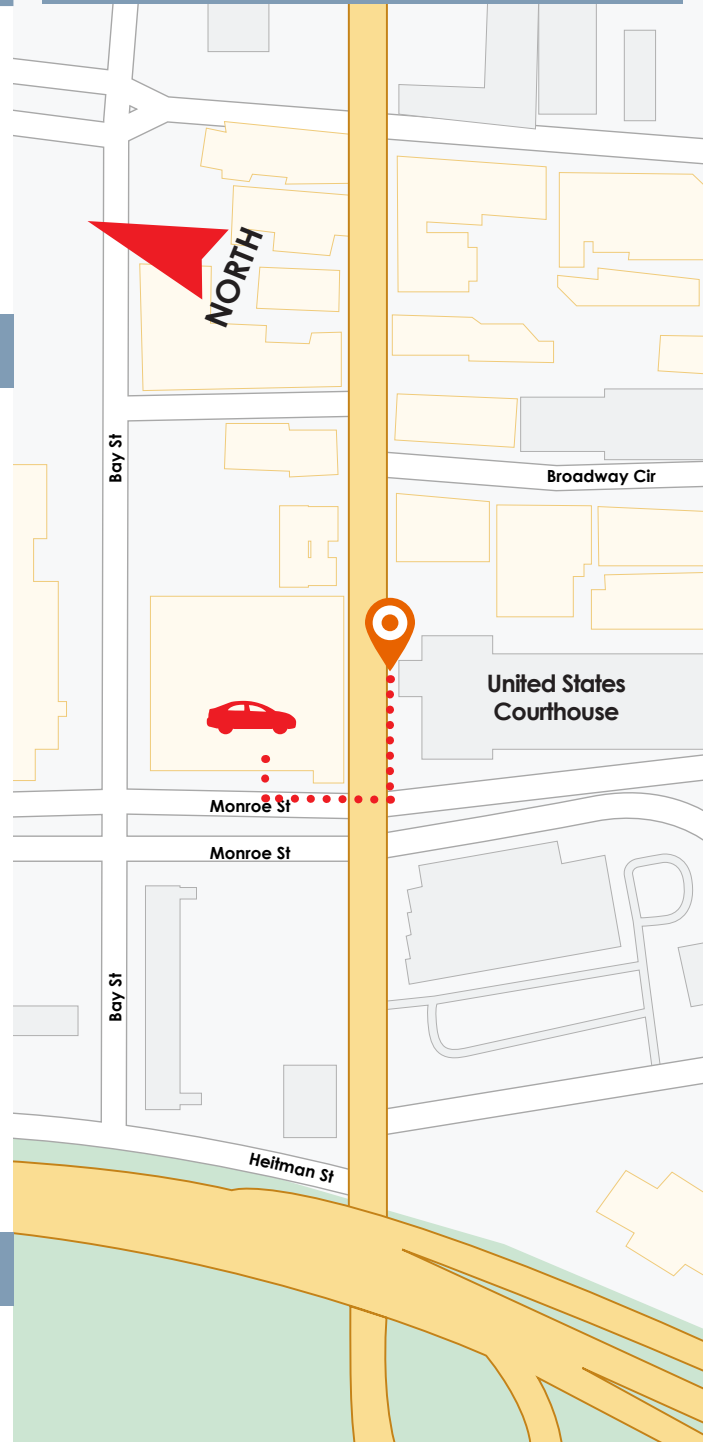 NORTH
Bay St
Broadway Cir
United States
Courthouse
Monroe St
Monroe St
Bay St
Heitman St